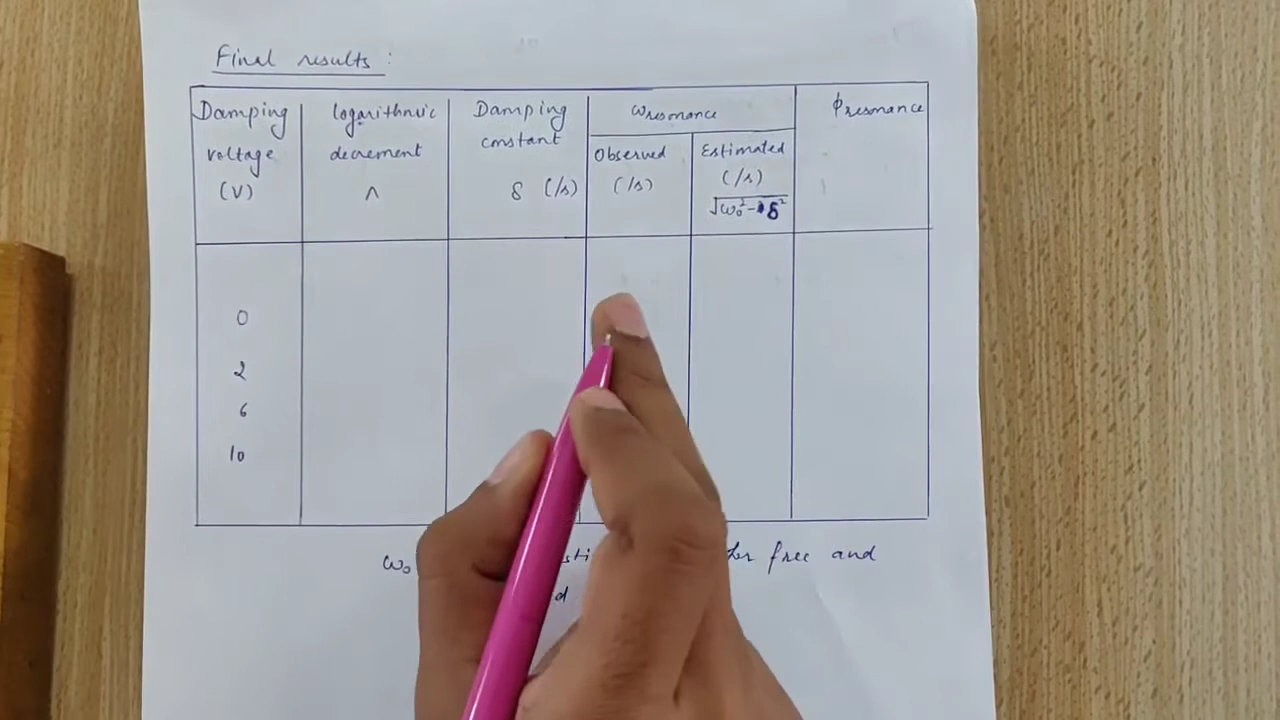 Final results :
Damping voltage (V)
logarithmic decrement Λ
Damping constant δ (/s)
ωresonance
Observed (/s)
Estimated (/s) √ω₀²-δ²
ϕresonance
0
2
6
10
ω₀ free and